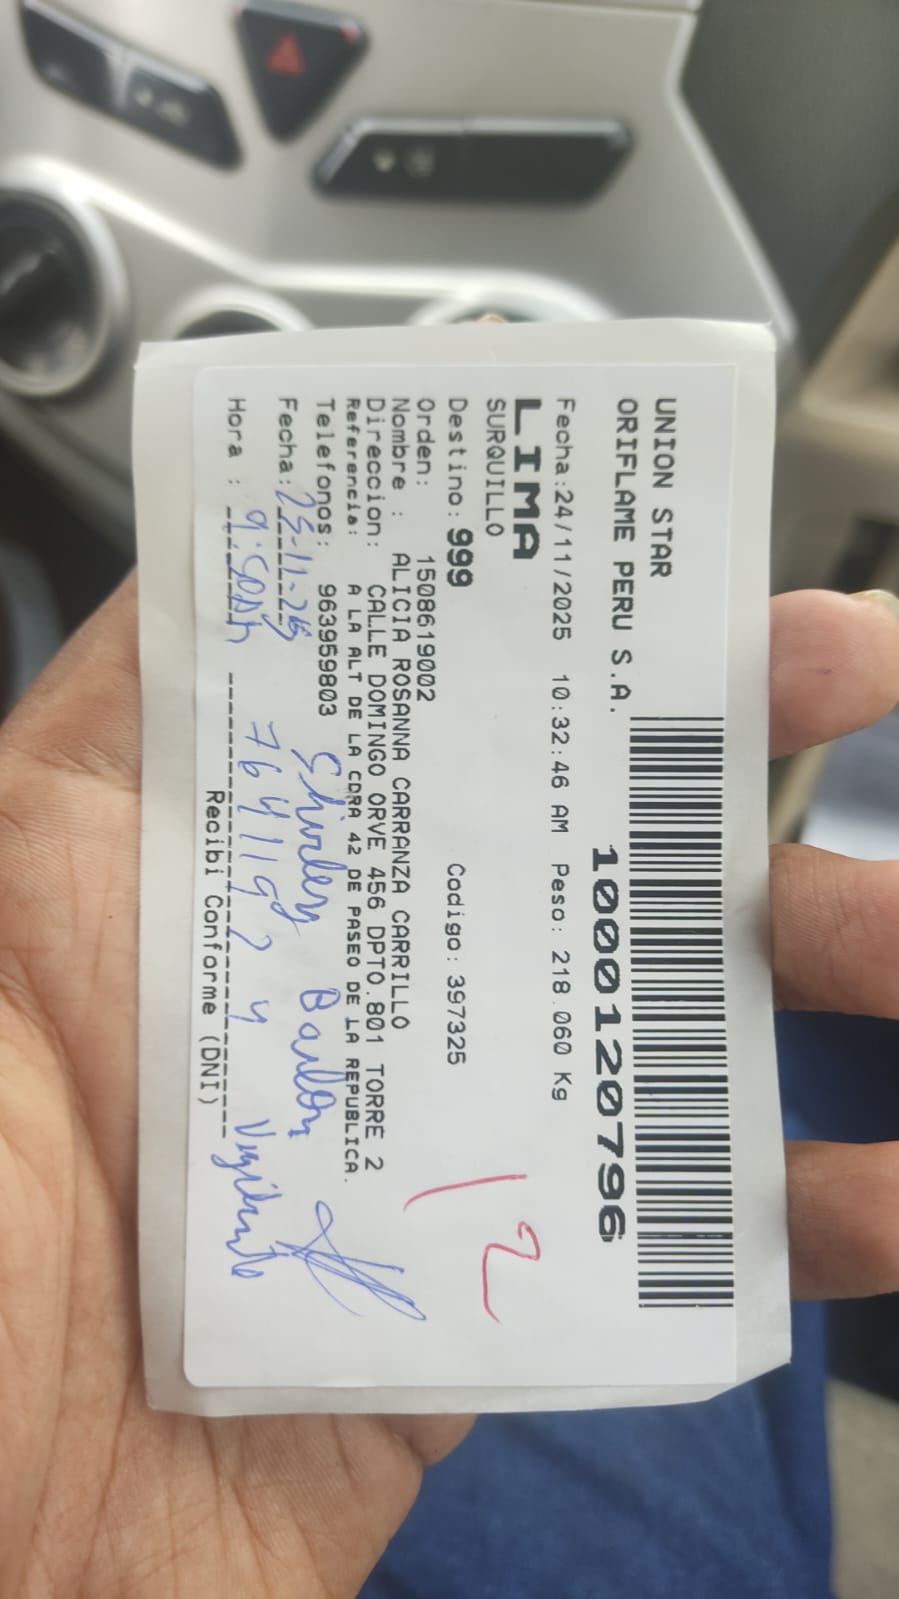 UNION STAR
ORIFLAME PERU S.A.
1000120796
Fecha:24/11/2025 10:32:46 AM Peso: 218.060 Kg
LIMA
SURQUILLO
12
Destino: 999 Codigo: 397325
Orden: 1508619002
Nombre : ALICIA ROSANNA CARRANZA CARRILLO
Direccion: CALLE DOMINGO ORVE 456 DPTO.801 TORRE 2
Referencia: A LA ALT DE LA CDRA 42 DE PASEO DE LA REPUBLICA.
Telefonos: 963959803
Shirley
Fecha: 25-11-25
Hora : 9:50
Recibi Conforme (DNI)